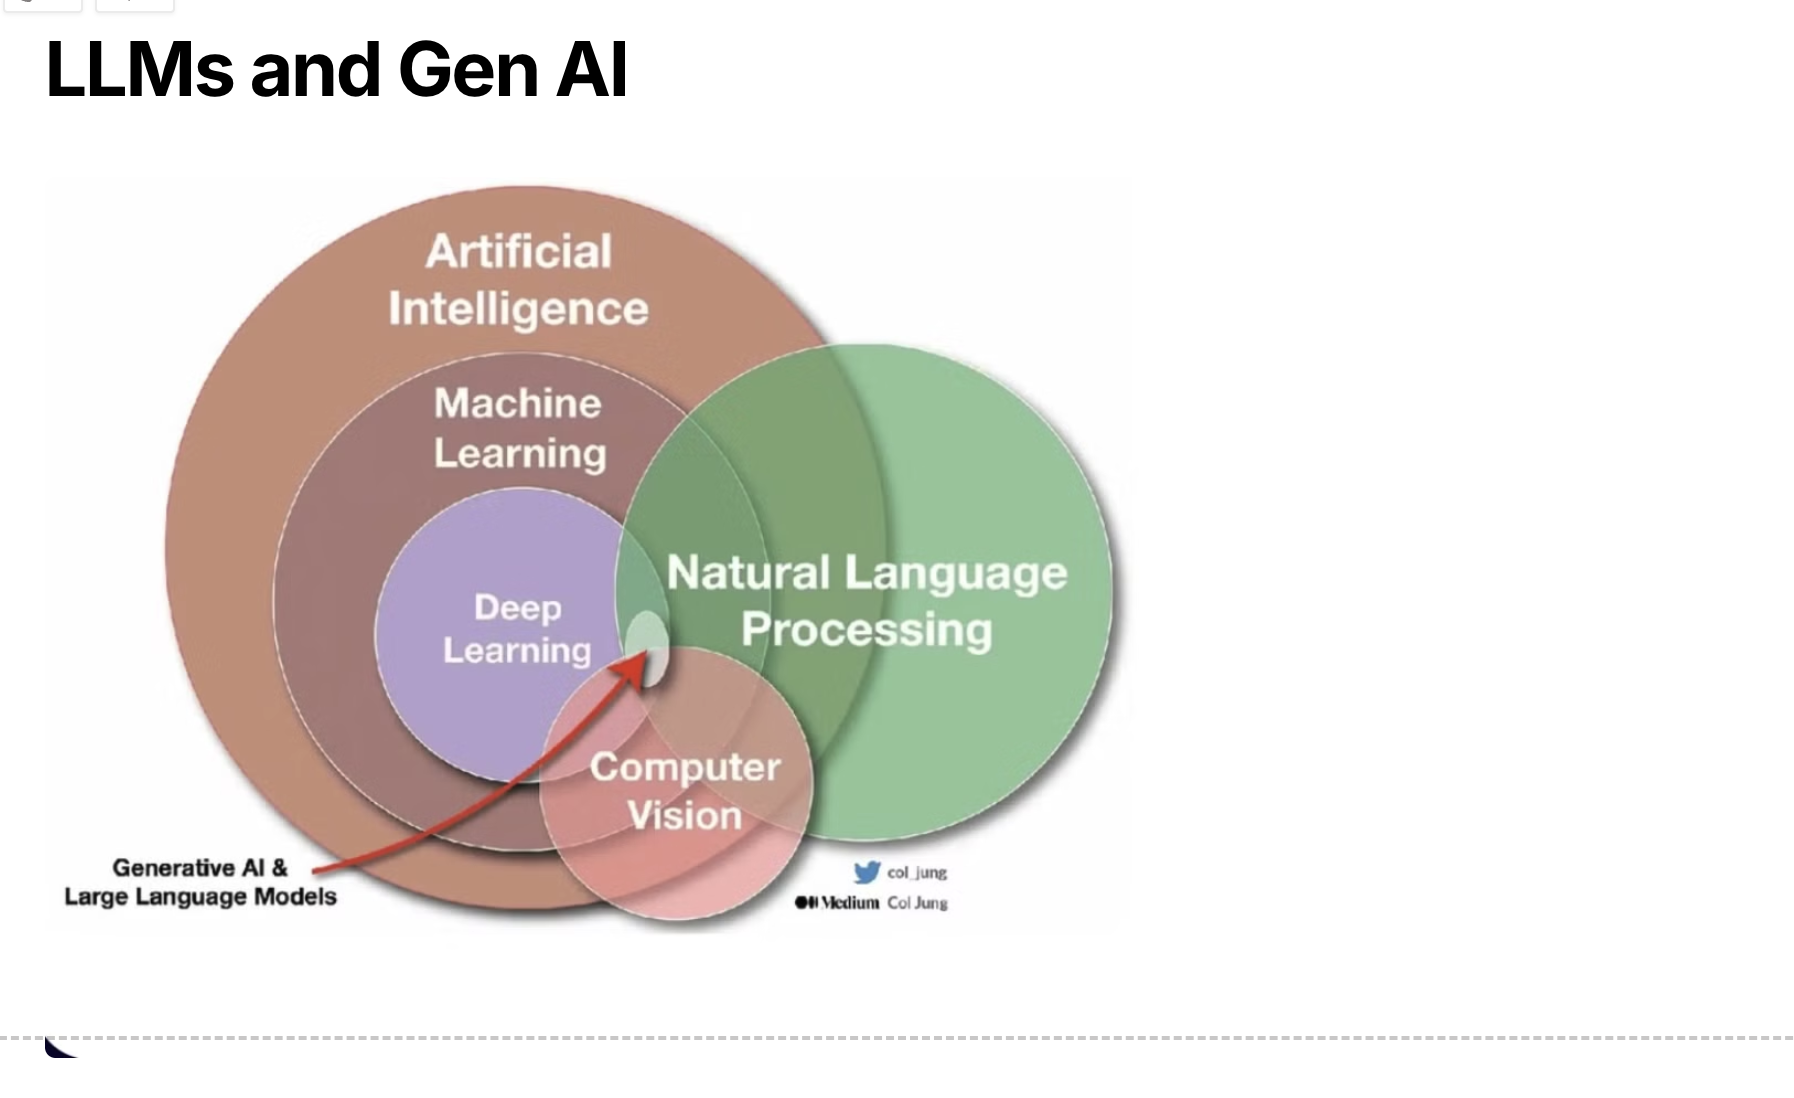 LLMs and Gen AI
Artificial
Intelligence
Machine
Learning
Deep
Learning
Natural Language
Processing
Computer
Vision
Generative AI &
Large Language Models
col_jung
Medium Col Jung